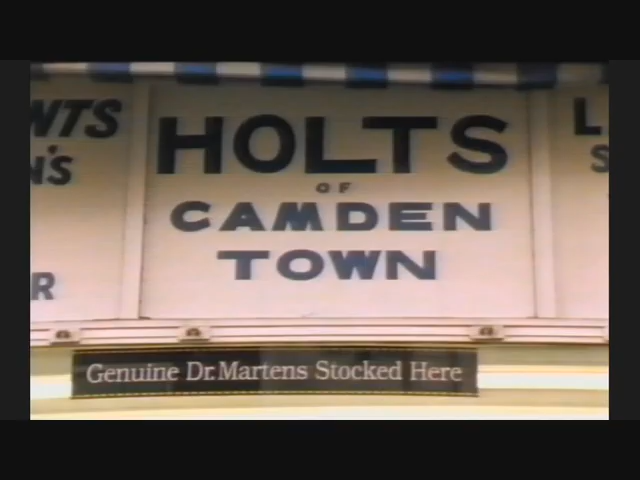 HOLTS
OF
CAMDEN
TOWN
Genuine Dr. Martens Stocked Here